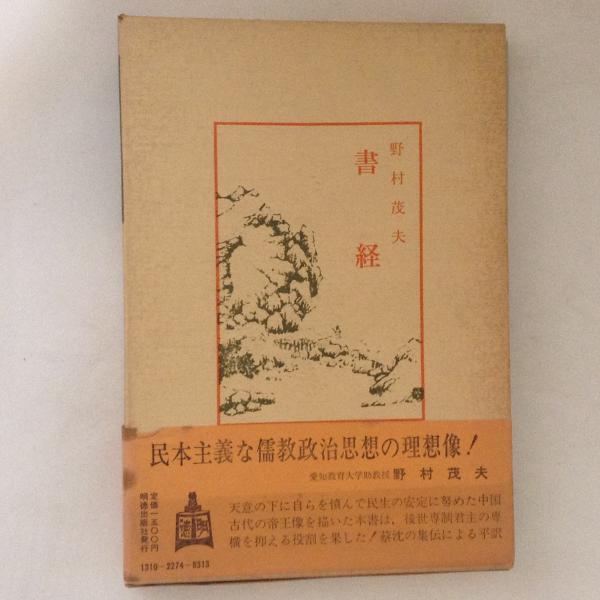 野村茂夫
書経
民本主義な儒教政治思想の理想像!
愛知教育大学助教授 野村茂夫
天意の下に自らを慎んで民生の安定に努めた中国
古代の帝王像を描いた本書は、後世専制君主の専
横を抑える役割を果した!蔡沈の集伝による平訳
明徳
定価一五〇〇円
明徳出版社発行
1310-2274-8313